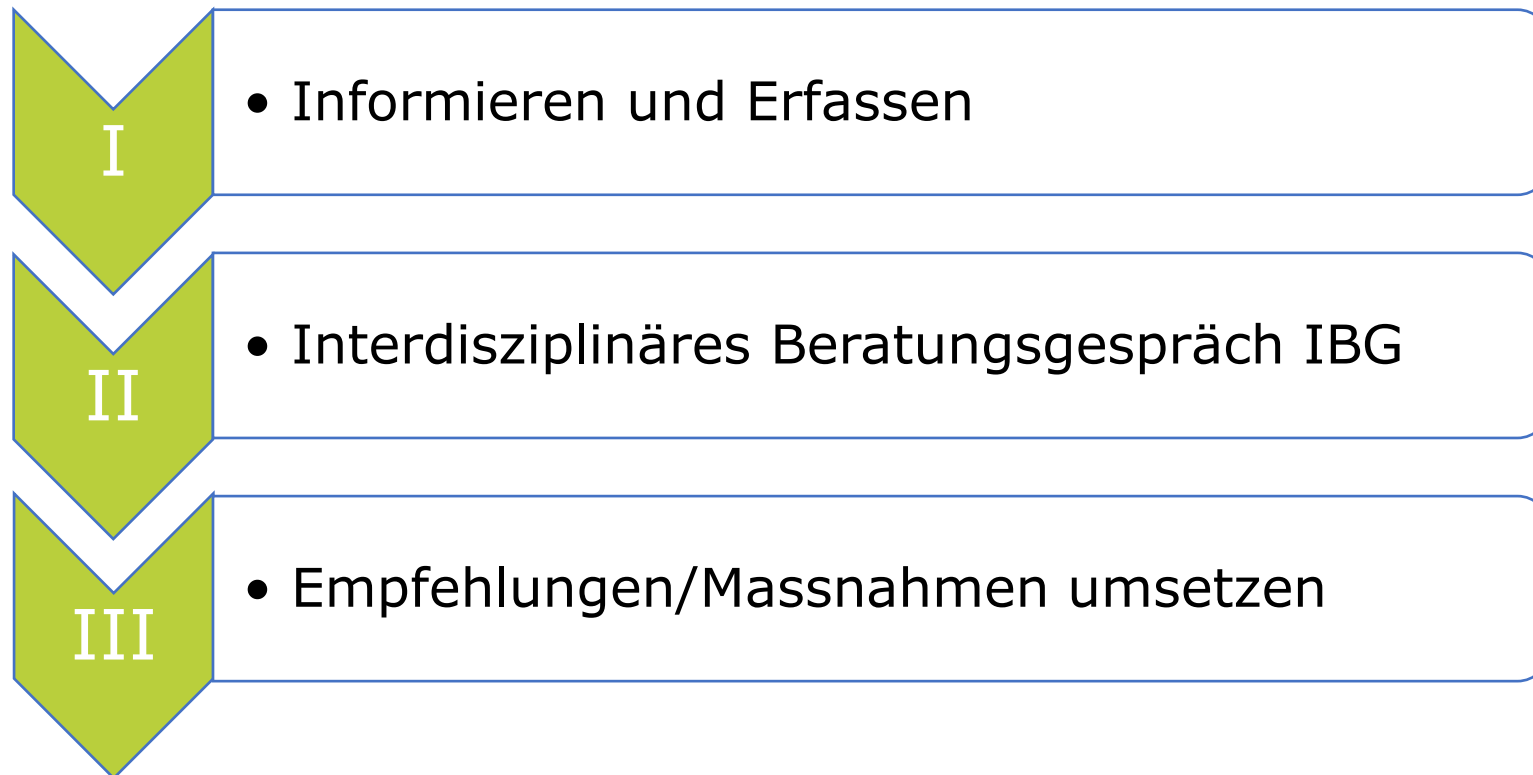 I
• Informieren und Erfassen
II
• Interdisziplinäres Beratungsgespräch IBG
III
• Empfehlungen/Massnahmen umsetzen